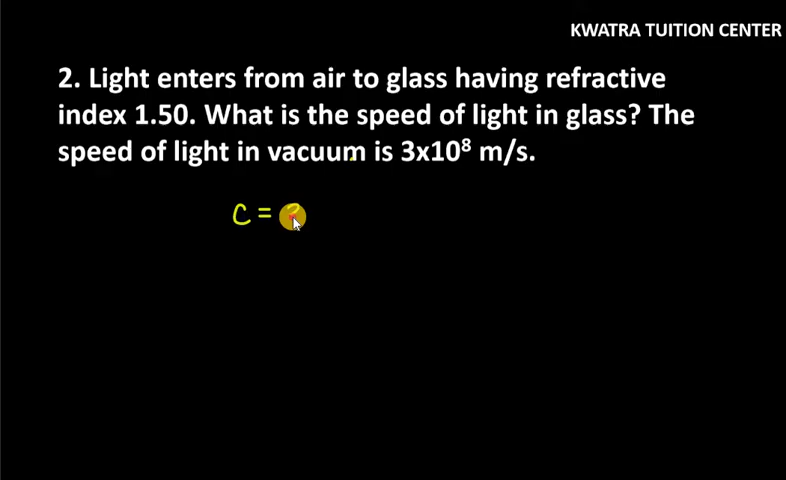 KWATRA TUITION CENTER
2. Light enters from air to glass having refractive
index 1.50. What is the speed of light in glass? The
speed of light in vacuum is 3x10⁸ m/s.
C =